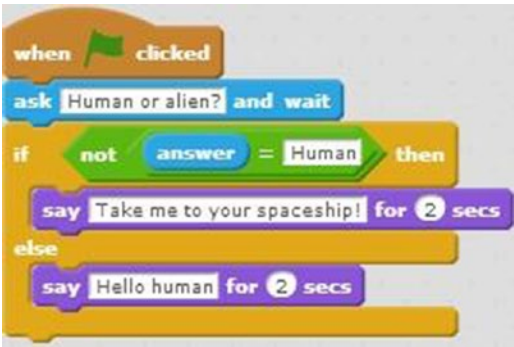 when clicked
ask Human or alien? and wait
if not answer = Human then
say Take me to your spaceship! for 2 secs
else
say Hello human for 2 secs